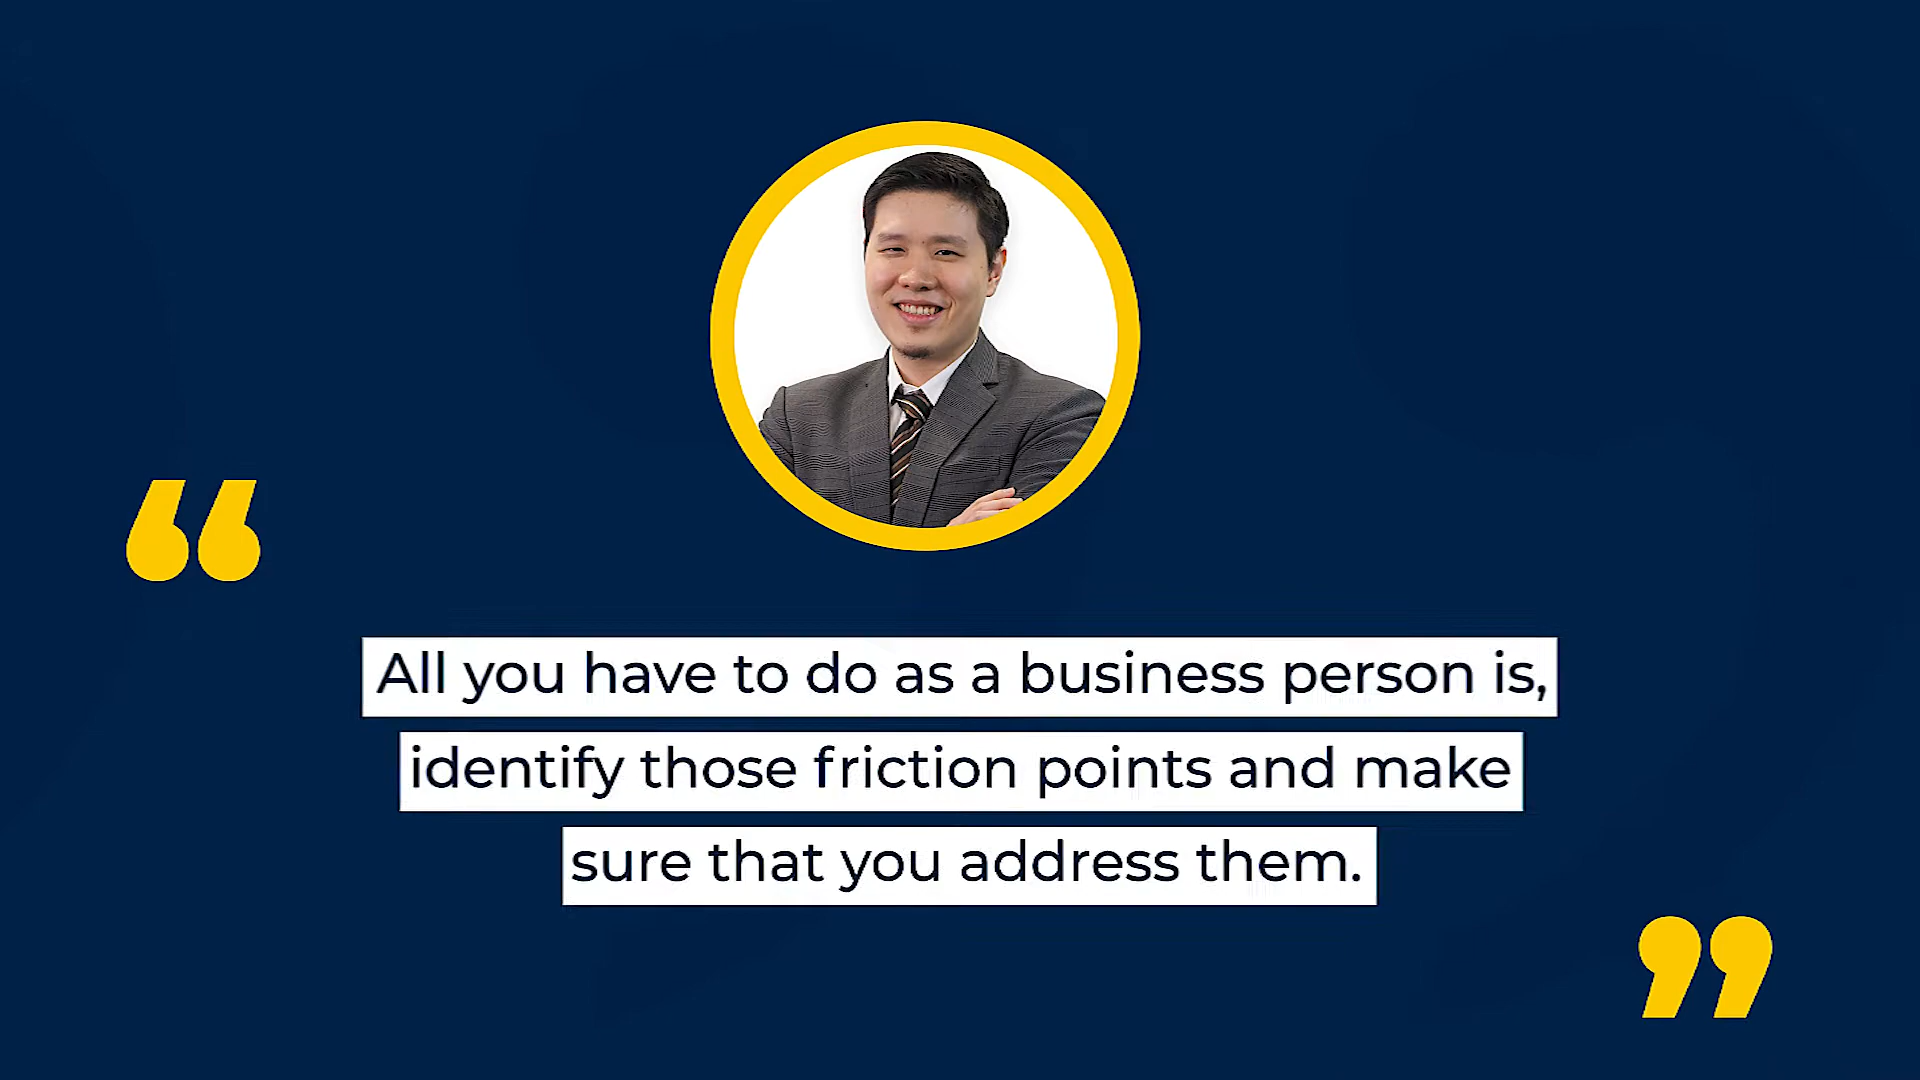 “
All you have to do as a business person is,
identify those friction points and make
sure that you address them.
”